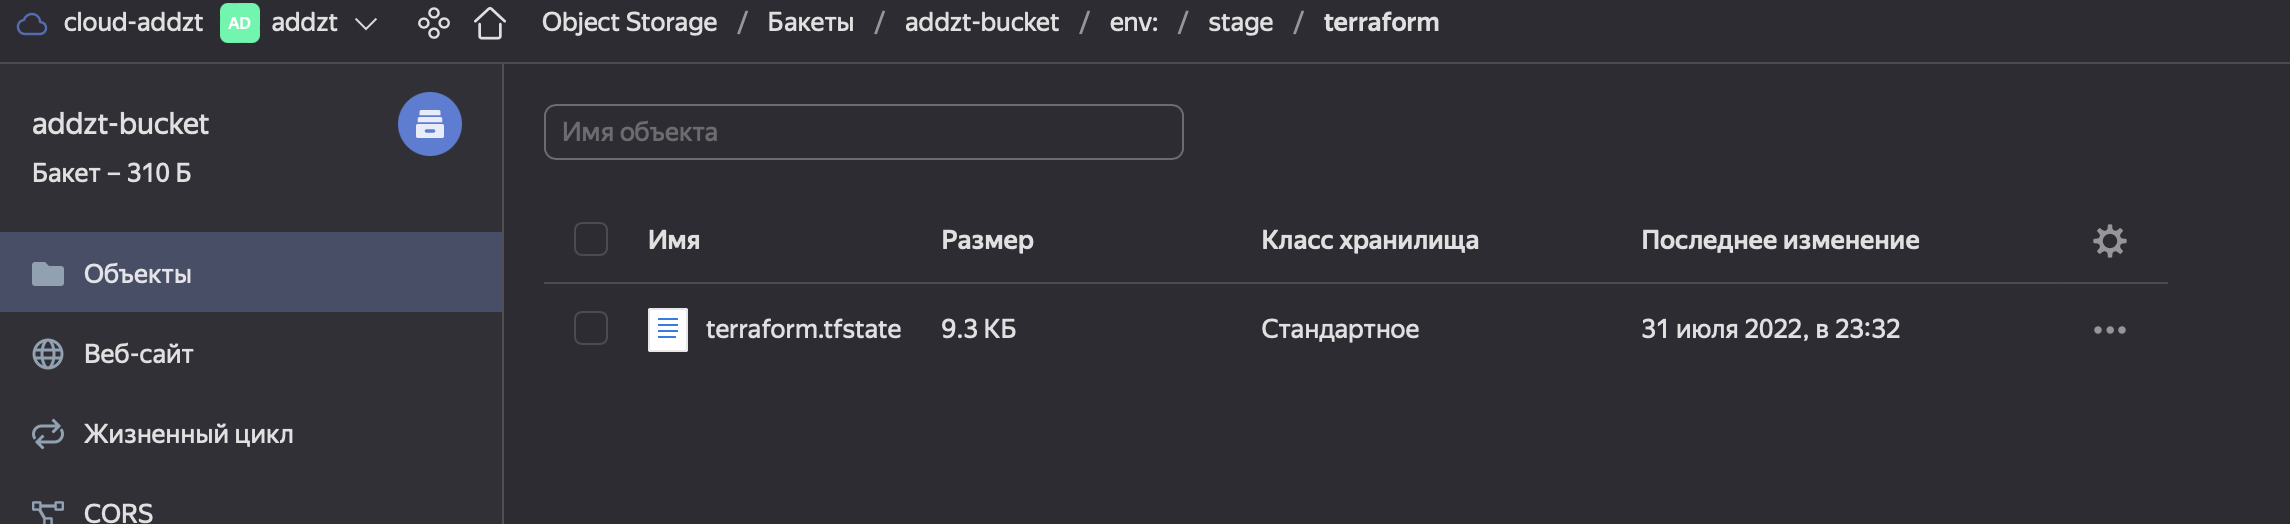 cloud-addzt AD addzt Object Storage / Бакеты / addzt-bucket / env: / stage / terraform
addzt-bucket
Бакет – 310 Б
Объекты
Веб-сайт
Жизненный цикл
CORS
Имя объекта
Имя Размер Класс хранилища Последнее изменение
terraform.tfstate 9.3 КБ Стандартное 31 июля 2022, в 23:32